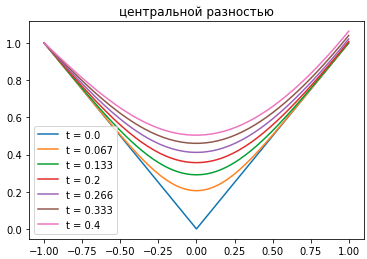 центральной разностью
1.0
0.8
0.6
0.4
0.2
0.0
t = 0.0
t = 0.067
t = 0.133
t = 0.2
t = 0.266
t = 0.333
t = 0.4
−1.00 −0.75 −0.50 −0.25 0.00 0.25 0.50 0.75 1.00